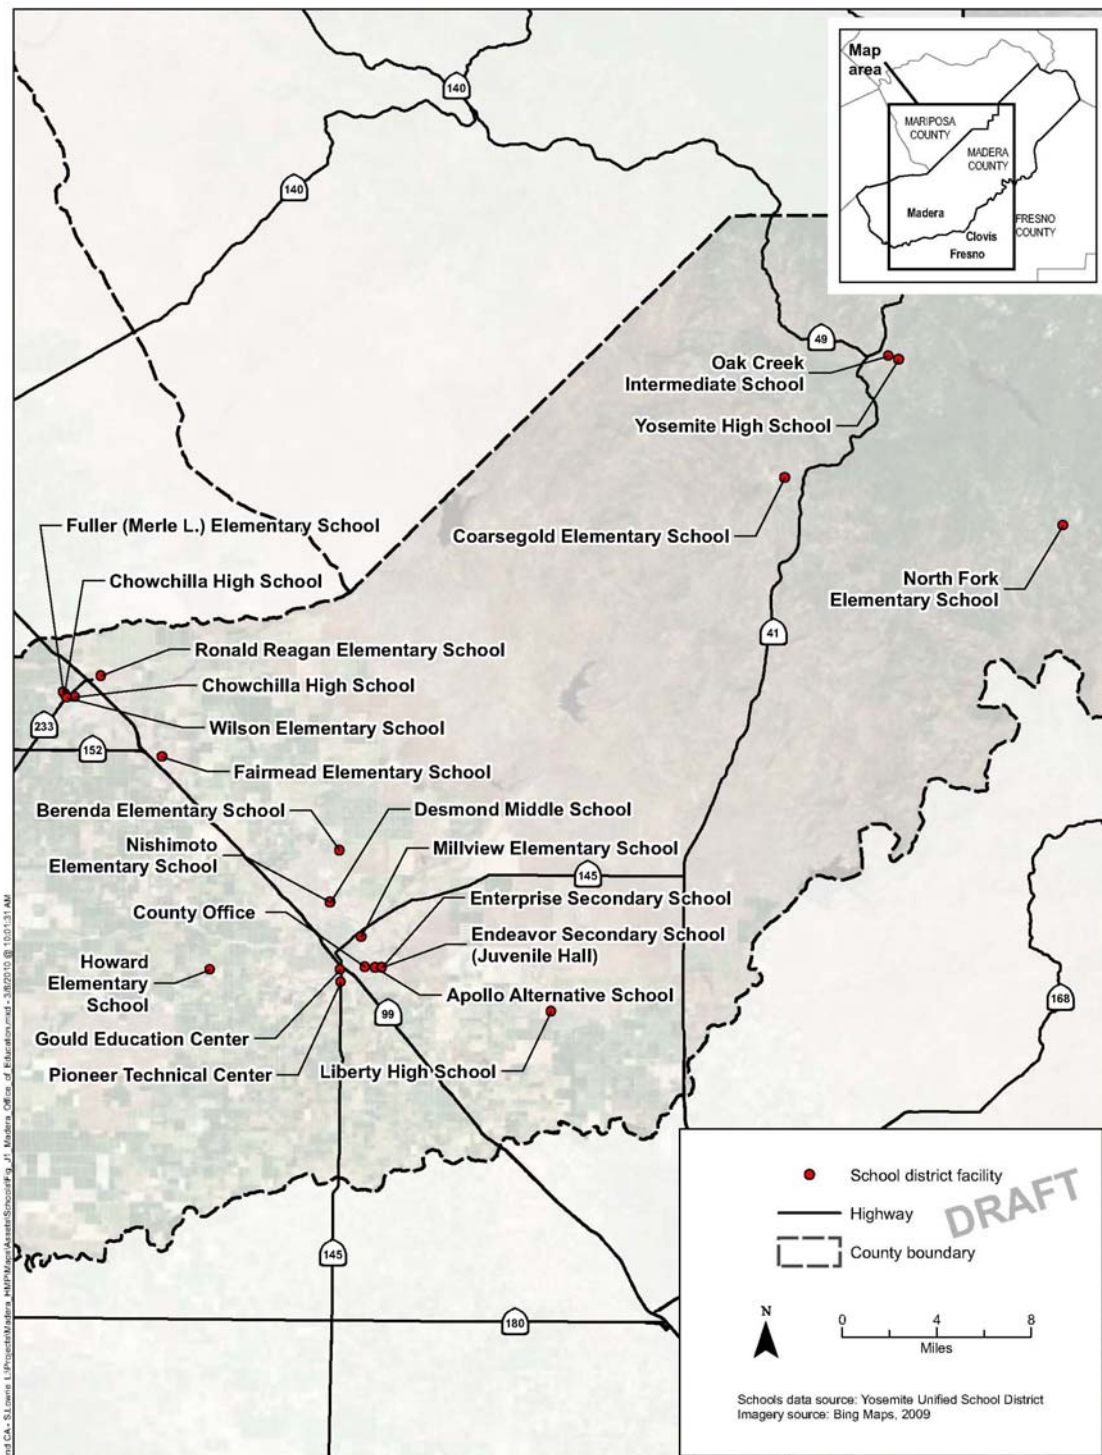 140
140
Map
area
MARIPOSA
COUNTY
MADERA
COUNTY
Madera
FRESNO
COUNTY
Clovis
Fresno
49
Oak Creek
Intermediate School
Yosemite High School
Coarsegold Elementary School
North Fork
Elementary School
41
Fuller (Merle L.) Elementary School
Chowchilla High School
Ronald Reagan Elementary School
Chowchilla High School
Wilson Elementary School
233
152
Fairmead Elementary School
Berenda Elementary School
Desmond Middle School
Nishimoto
Elementary School
Millview Elementary School
145
County Office
Enterprise Secondary School
Endeavor Secondary School
(Juvenile Hall)
Howard
Elementary
School
Apollo Alternative School
Gould Education Center
99
168
Pioneer Technical Center
Liberty High School
145
180
School district facility
Highway
County boundary
DRAFT
N
0 4 8
Miles
Schools data source: Yosemite Unified School District
Imagery source: Bing Maps, 2009